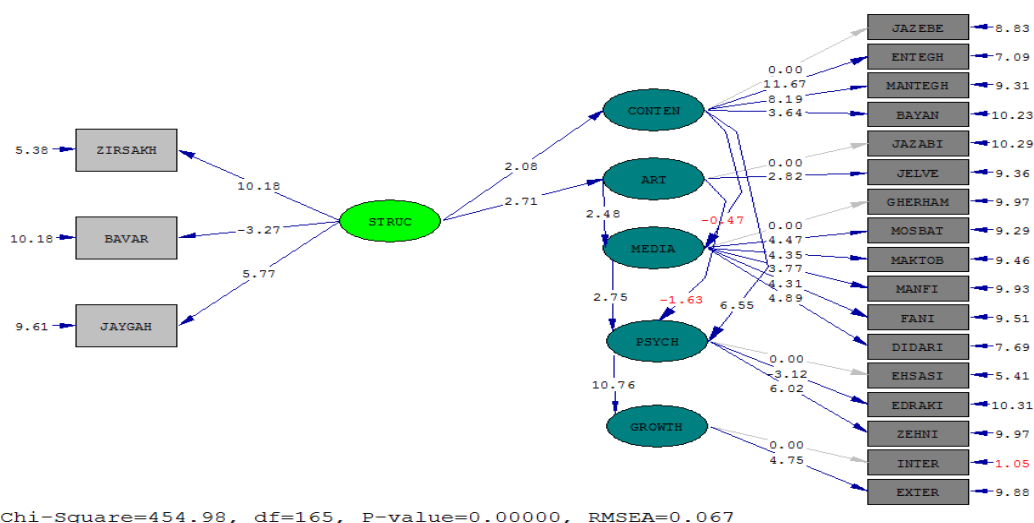 JAZEBE 8.83
ENTEGH 7.09
0.00
11.67
MANTEGH 9.31
8.19
CONTEN
3.64
BAYAN 10.23
JAZABI 10.29
5.38 ZIRSAKH
0.00
2.08
JELVE 9.36
ART
2.82
10.18
GHERHAM 9.97
2.71
STRUC
2.48
-0.47
0.00
MOSBAT 9.29
10.18 BAVAR
-3.27
4.47
MEDIA
4.35
MAKTOB 9.46
3.77
5.77
4.31
MANFI 9.93
2.75
-1.63
4.89
6.55
FANI 9.51
9.61 JAYGAH
PSYCH
DIDARI 7.69
0.00
-3.12
EHSASI 5.41
10.76
6.02
EDRAKI 10.31
GROWTH
ZEHNI 9.97
0.00
4.75
INTER 1.05
EXTER 9.88
Chi-Square=454.98, df=165, P-value=0.00000, RMSEA=0.067